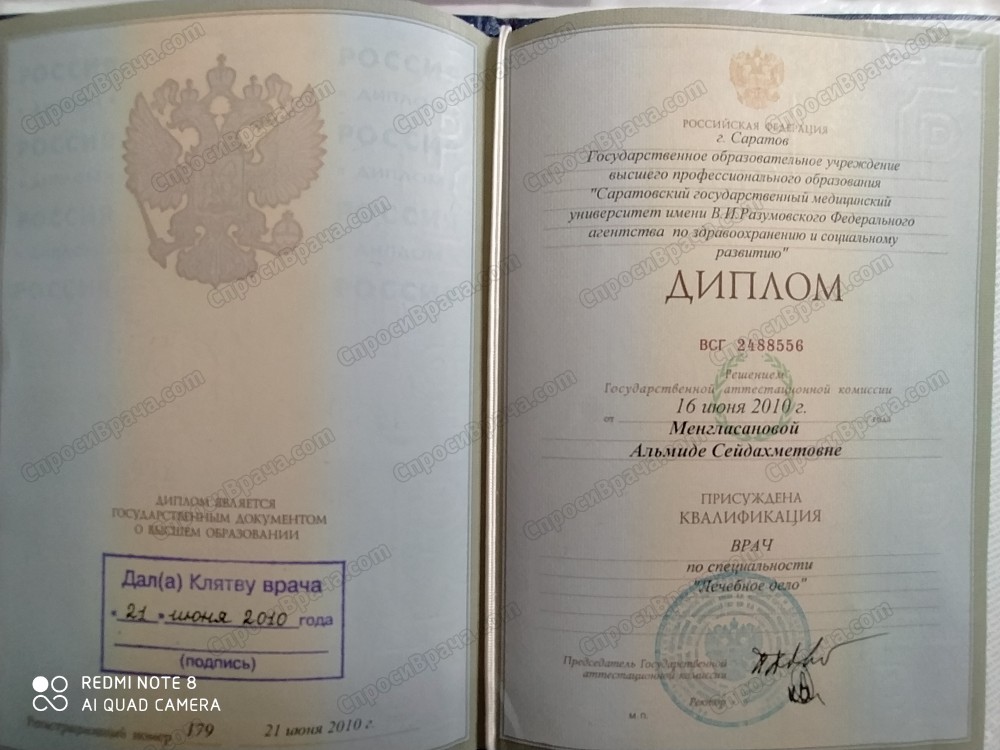 ДИПЛОМ ЯВЛЯЕТСЯ
ГОСУДАРСТВЕННЫМ ДОКУМЕНТОМ
О ВЫСШЕМ ОБРАЗОВАНИИ
Дал(а) Клятву врача
"21" июня 2010 года
(подпись)
REDMI NOTE 8
AI QUAD CAMERA
Регистрационный номер 179 21 июня 2010 г.
РОССИЙСКАЯ ФЕДЕРАЦИЯ
г. Саратов
Государственное образовательное учреждение
высшего профессионального образования
"Саратовский государственный медицинский
университет имени В.И.Разумовского Федерального
агентства по здравоохранению и социальному
развитию"
ДИПЛОМ
ВСГ 2488556
Решением
Государственной аттестационной комиссии
от 16 июня 2010 г. года
Менгласановой
Альмиде Сейдахметовне
ПРИСУЖДЕНА
КВАЛИФИКАЦИЯ
ВРАЧ
по специальности
"Лечебное дело"
Председатель Государственной
аттестационной комиссии
Ректор
М.П.
СпросиВрача.com